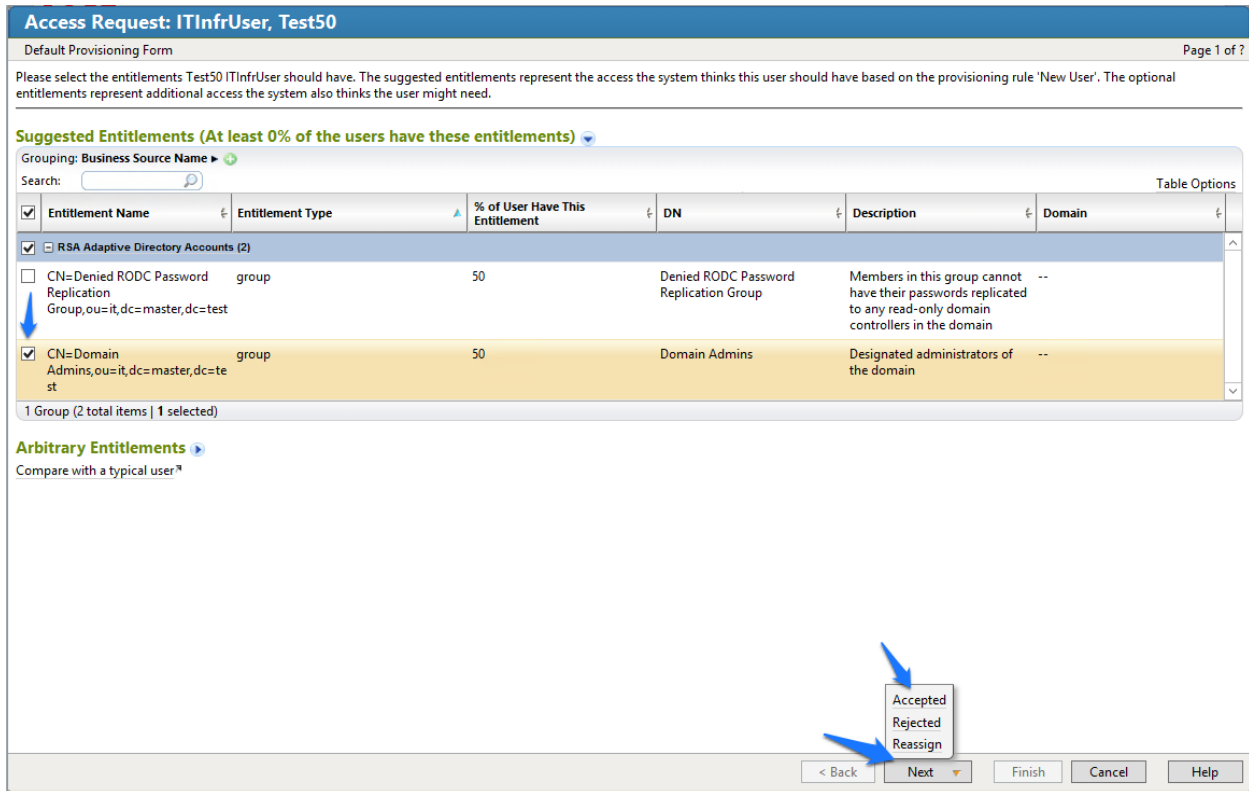 Access Request: ITInfrUser, Test50
Default Provisioning Form
Page 1 of ?
Please select the entitlements Test50 ITInfrUser should have. The suggested entitlements represent the access the system thinks this user should have based on the provisioning rule 'New User'. The optional
entitlements represent additional access the system also thinks the user might need.
Suggested Entitlements (At least 0% of the users have these entitlements)
Grouping: Business Source Name
Search:
Table Options
Entitlement Name
Entitlement Type
% of User Have This
Entitlement
DN
Description
Domain
RSA Adaptive Directory Accounts (2)
CN=Denied RODC Password
Replication
Group,ou=it,dc=master,dc=test
group
50
Denied RODC Password
Replication Group
Members in this group cannot
have their passwords replicated
to any read-only domain
controllers in the domain
--
CN=Domain
Admins,ou=it,dc=master,dc=te
st
group
50
Domain Admins
Designated administrators of
the domain
--
1 Group (2 total items | 1 selected)
Arbitrary Entitlements
Compare with a typical user
Accepted
Rejected
Reassign
< Back
Next
Finish
Cancel
Help